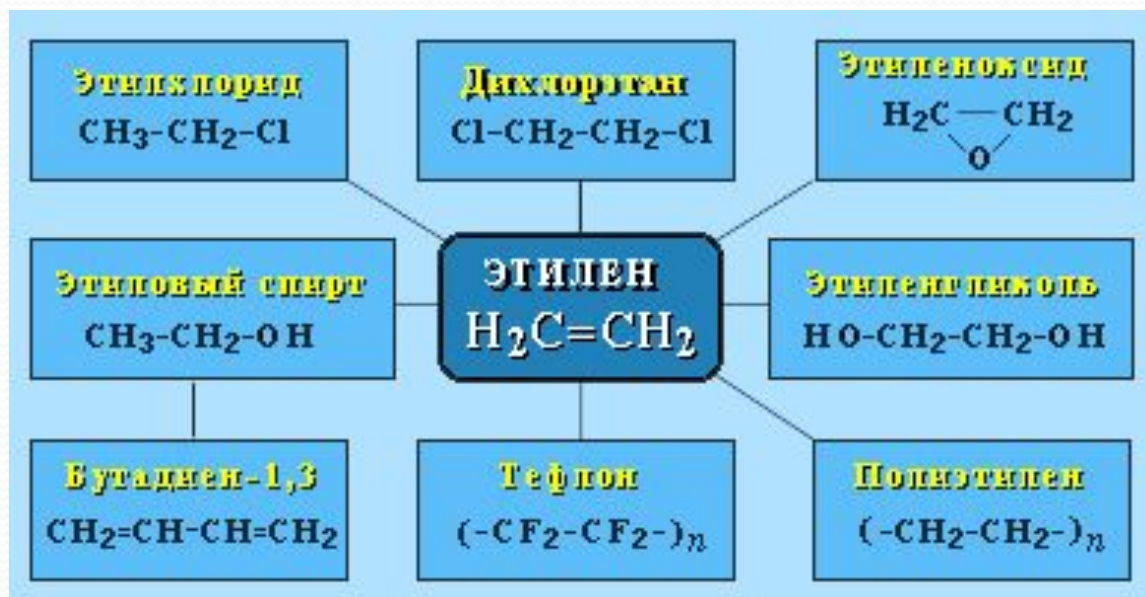 Этилхлорид
CH₃-CH₂-Cl
Дихлорэтан
Cl-CH₂-CH₂-Cl
Этиленоксид
H₂C — CH₂
O
Этиловый спирт
CH₃-CH₂-OH
ЭТИЛЕН
H₂C=CH₂
Этиленгликоль
HO-CH₂-CH₂-OH
Бутадиен-1,3
CH₂=CH-CH=CH₂
Тефлон
(-CF₂-CF₂-)ₙ
Полиэтилен
(-CH₂-CH₂-)ₙ